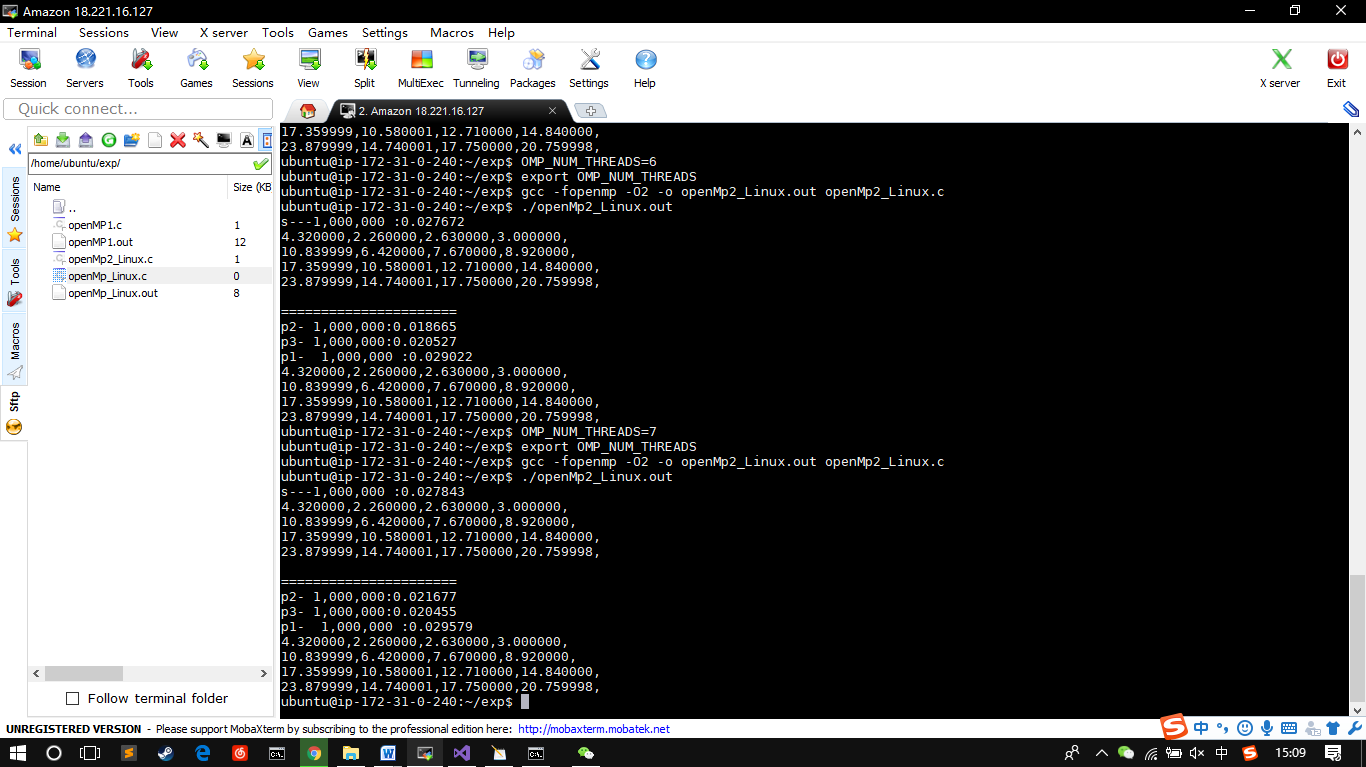 Amazon 18.221.16.127
Terminal Sessions View X server Tools Games Settings Macros Help
Session Servers Tools Games Sessions View Split MultiExec Tunneling Packages Settings Help X server Exit
Quick connect...
2. Amazon 18.221.16.127
/home/ubuntu/exp/
Name Size (KB
..
openMP1.c 1
openMP1.out 12
openMp2_Linux.c 1
openMp_Linux.c 0
openMp_Linux.out 8
Sessions
Tools
Macros
Sftp
Follow terminal folder
17.359999,10.580001,12.710000,14.840000,
23.879999,14.740001,17.750000,20.759998,
ubuntu@ip-172-31-0-240:~/exp$ OMP_NUM_THREADS=6
ubuntu@ip-172-31-0-240:~/exp$ export OMP_NUM_THREADS
ubuntu@ip-172-31-0-240:~/exp$ gcc -fopenmp -O2 -o openMp2_Linux.out openMp2_Linux.c
ubuntu@ip-172-31-0-240:~/exp$ ./openMp2_Linux.out
s---1,000,000 :0.027672
4.320000,2.260000,2.630000,3.000000,
10.839999,6.420000,7.670000,8.920000,
17.359999,10.580001,12.710000,14.840000,
23.879999,14.740001,17.750000,20.759998,
======================
p2- 1,000,000:0.018665
p3- 1,000,000:0.020527
p1-  1,000,000 :0.029022
4.320000,2.260000,2.630000,3.000000,
10.839999,6.420000,7.670000,8.920000,
17.359999,10.580001,12.710000,14.840000,
23.879999,14.740001,17.750000,20.759998,
ubuntu@ip-172-31-0-240:~/exp$ OMP_NUM_THREADS=7
ubuntu@ip-172-31-0-240:~/exp$ export OMP_NUM_THREADS
ubuntu@ip-172-31-0-240:~/exp$ gcc -fopenmp -O2 -o openMp2_Linux.out openMp2_Linux.c
ubuntu@ip-172-31-0-240:~/exp$ ./openMp2_Linux.out
s---1,000,000 :0.027843
4.320000,2.260000,2.630000,3.000000,
10.839999,6.420000,7.670000,8.920000,
17.359999,10.580001,12.710000,14.840000,
23.879999,14.740001,17.750000,20.759998,
======================
p2- 1,000,000:0.021677
p3- 1,000,000:0.020455
p1-  1,000,000 :0.029579
4.320000,2.260000,2.630000,3.000000,
10.839999,6.420000,7.670000,8.920000,
17.359999,10.580001,12.710000,14.840000,
23.879999,14.740001,17.750000,20.759998,
ubuntu@ip-172-31-0-240:~/exp$
UNREGISTERED VERSION - Please support MobaXterm by subscribing to the professional edition here: http://mobaxterm.mobatek.net
中
中 15:09